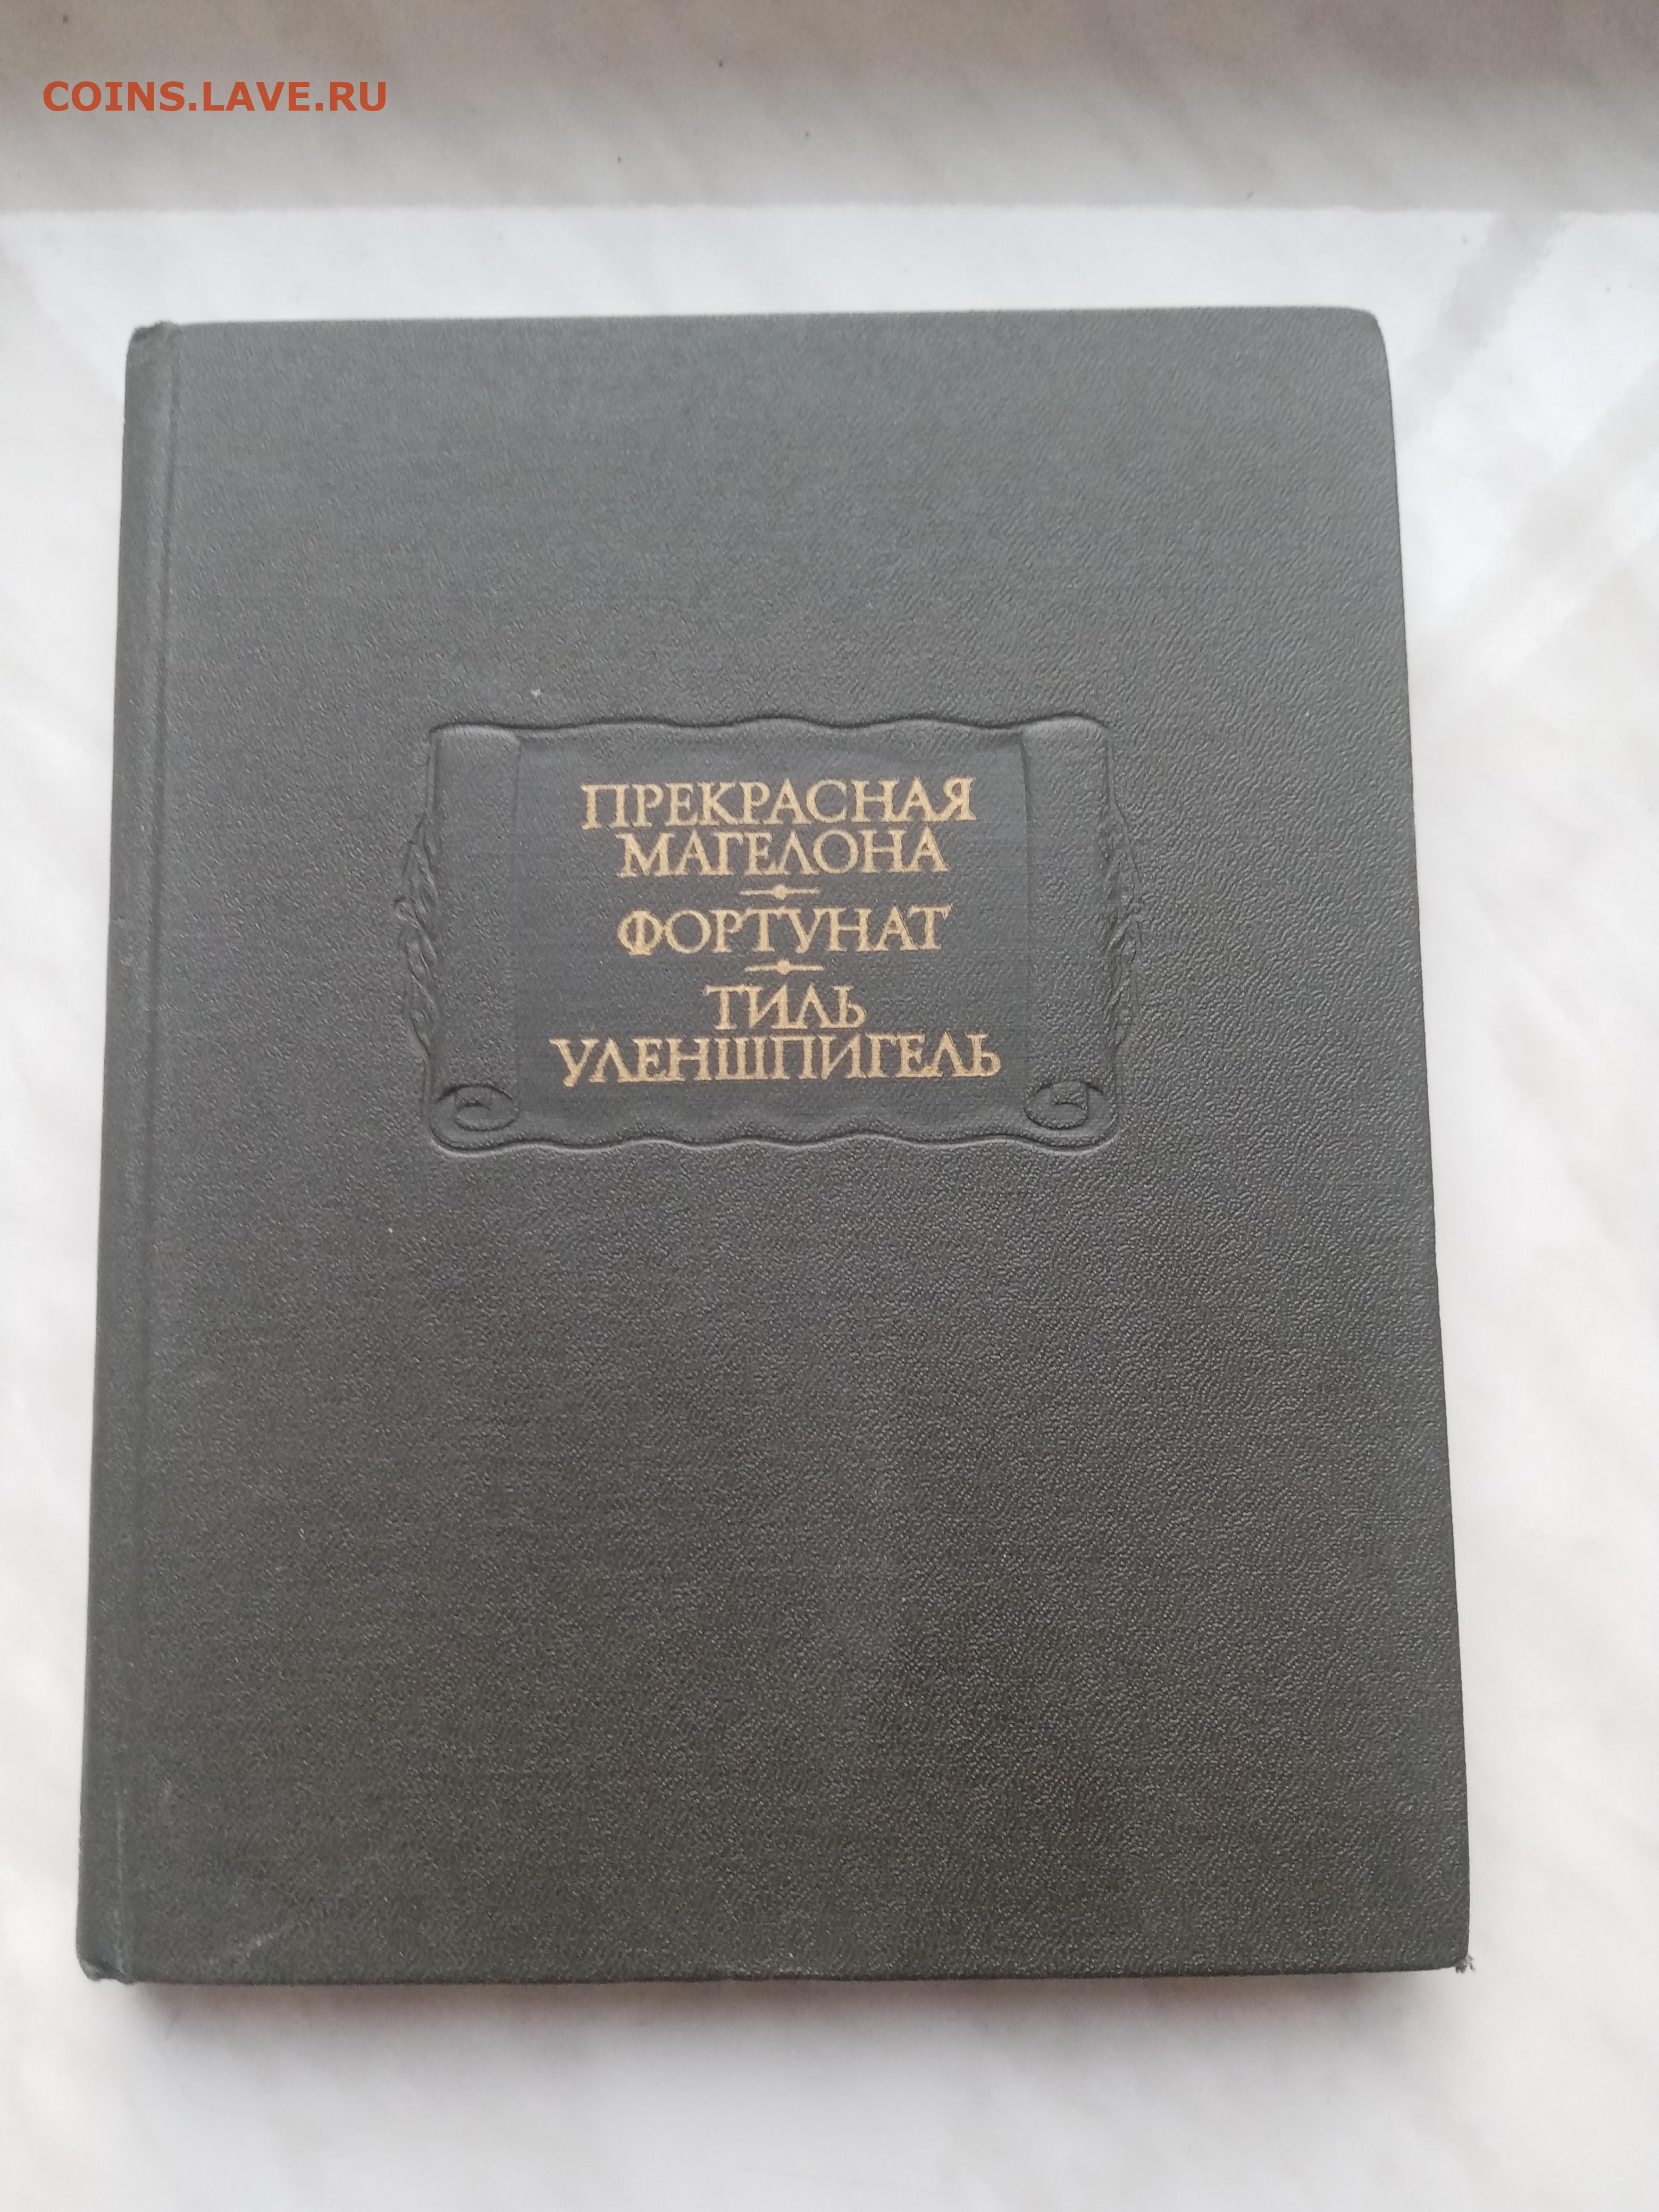 COINS.LAVE.RU
ПРЕКРАСНАЯ
МАГЕЛОНА
ФОРТУНАТ
ТИЛЬ
УЛЕНШПИГЕЛЬ